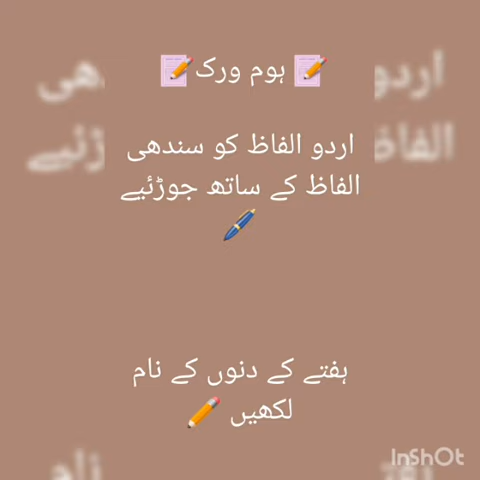 📝 ہوم ورک 📝
اردو الفاظ کو سندھی
الفاظ کے ساتھ جوڑئیے
🖊️
ہفتے کے دنوں کے نام
لکھیں ✏️
InShOt